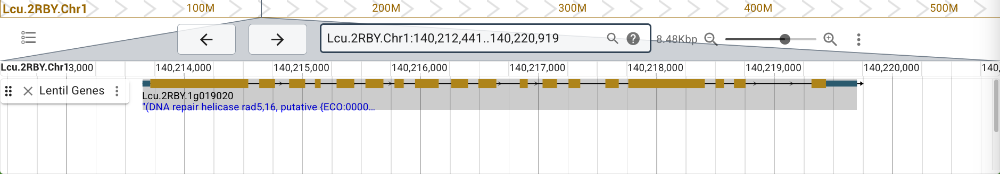 Lcu.2RBY.Chr1 100M 200M 300M 400M 500M
Lcu.2RBY.Chr1:140,212,441..140,220,919 ? 8.48Kbp
Lcu.2RBY.Chr1 3,000 140,214,000 140,215,000 140,216,000 140,217,000 140,218,000 140,219,000 140,220,000 140,
Lentil Genes
Lcu.2RBY.1g019020
"(DNA repair helicase rad5,16, putative {ECO:0000...